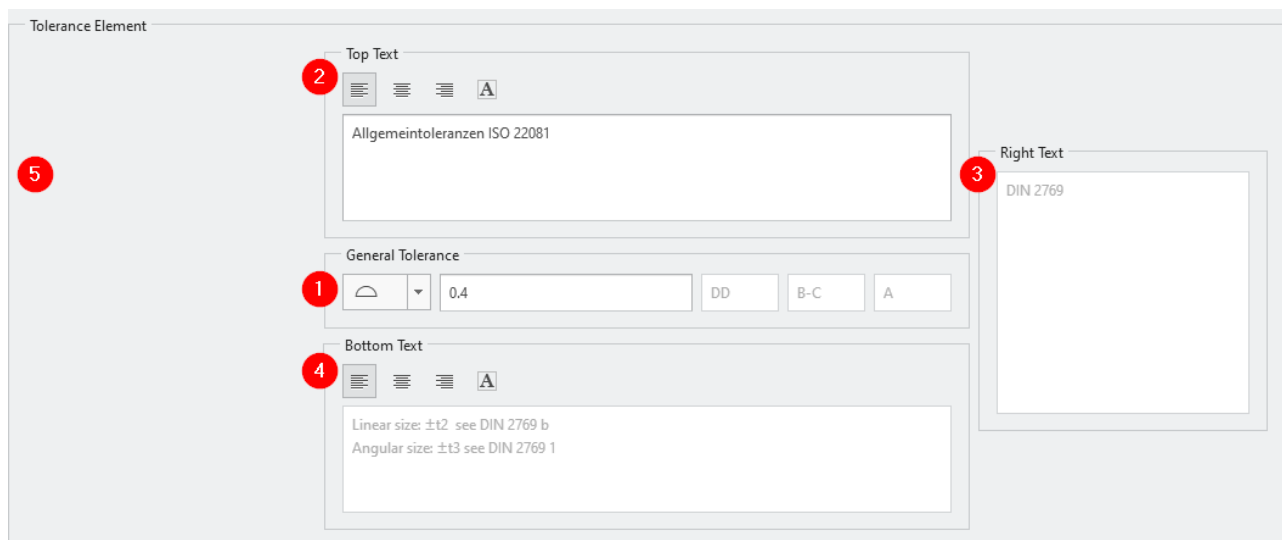 Tolerance Element
Top Text
2
A
Allgemeintoleranzen ISO 22081
5
Right Text
3
DIN 2769
General Tolerance
1
0.4 DD B-C A
Bottom Text
4
A
Linear size: ±t2 see DIN 2769 b
Angular size: ±t3 see DIN 2769 1